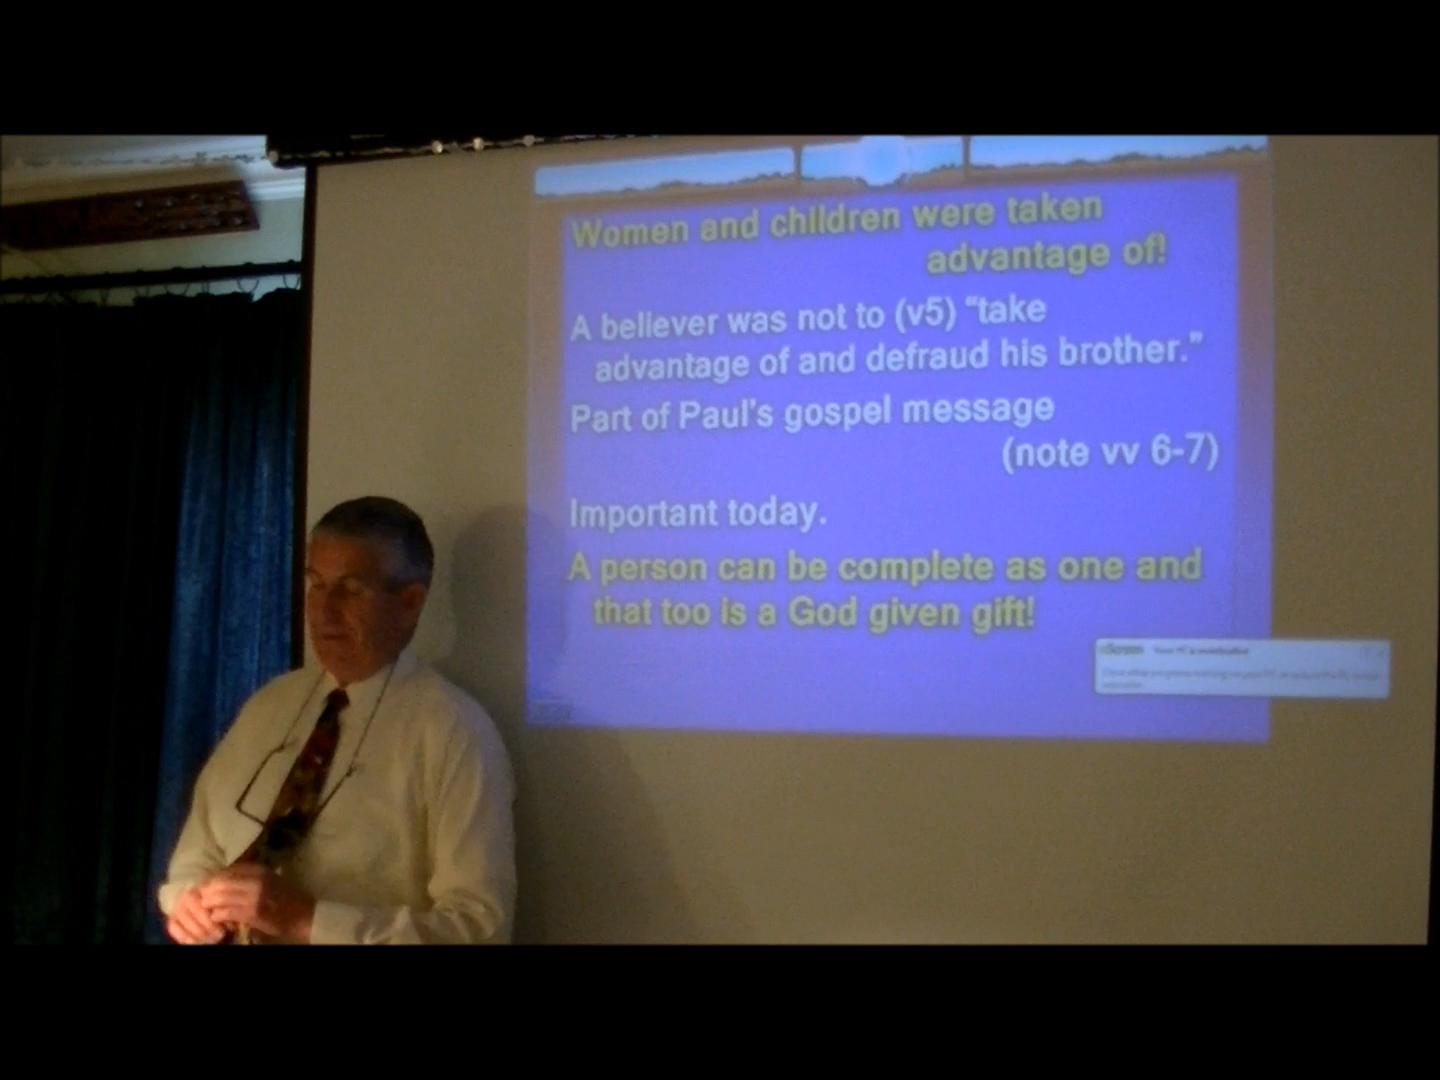 Women and children were taken
advantage of!
A believer was not to (v5) “take
advantage of and defraud his brother.”
Part of Paul's gospel message
(note vv 6-7)
Important today.
A person can be complete as one and
that too is a God given gift!